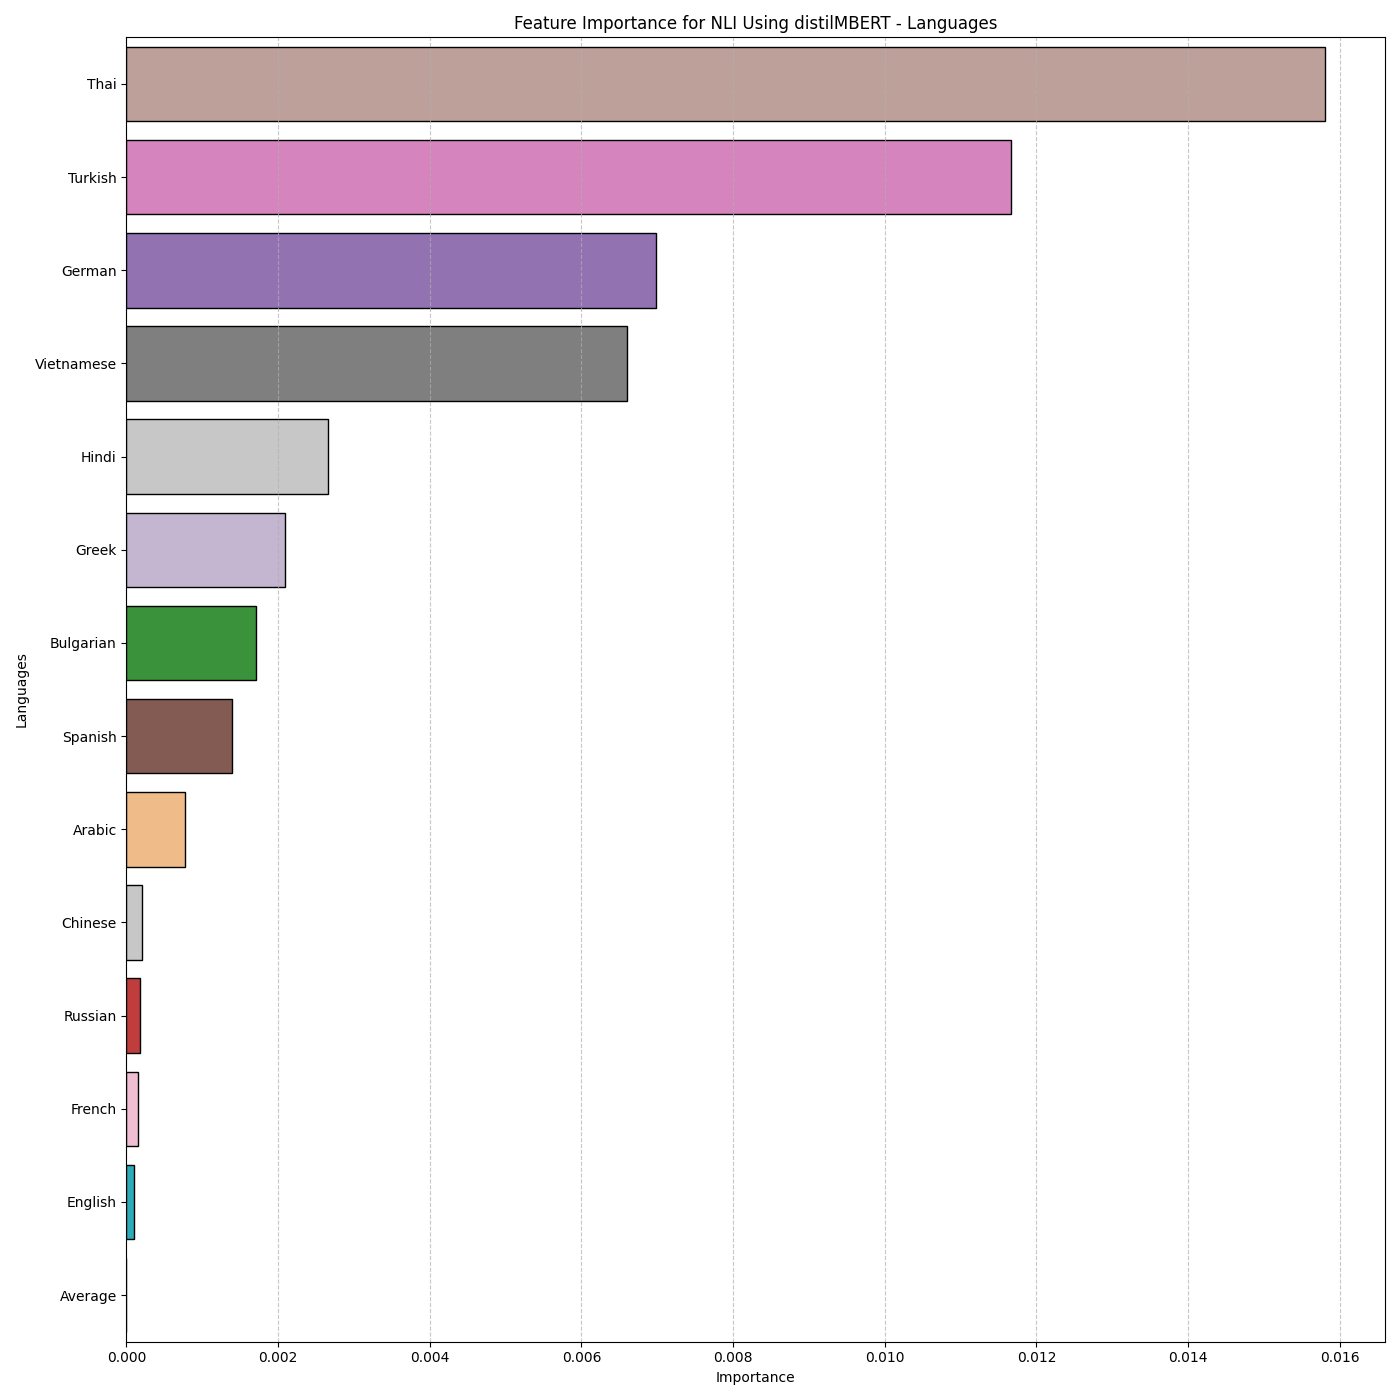 Feature Importance for NLI Using distilMBERT - Languages
Thai
Turkish
German
Vietnamese
Hindi
Greek
Bulgarian
Spanish
Arabic
Chinese
Russian
French
English
Average
Languages
0.000 0.002 0.004 0.006 0.008 0.010 0.012 0.014 0.016
Importance